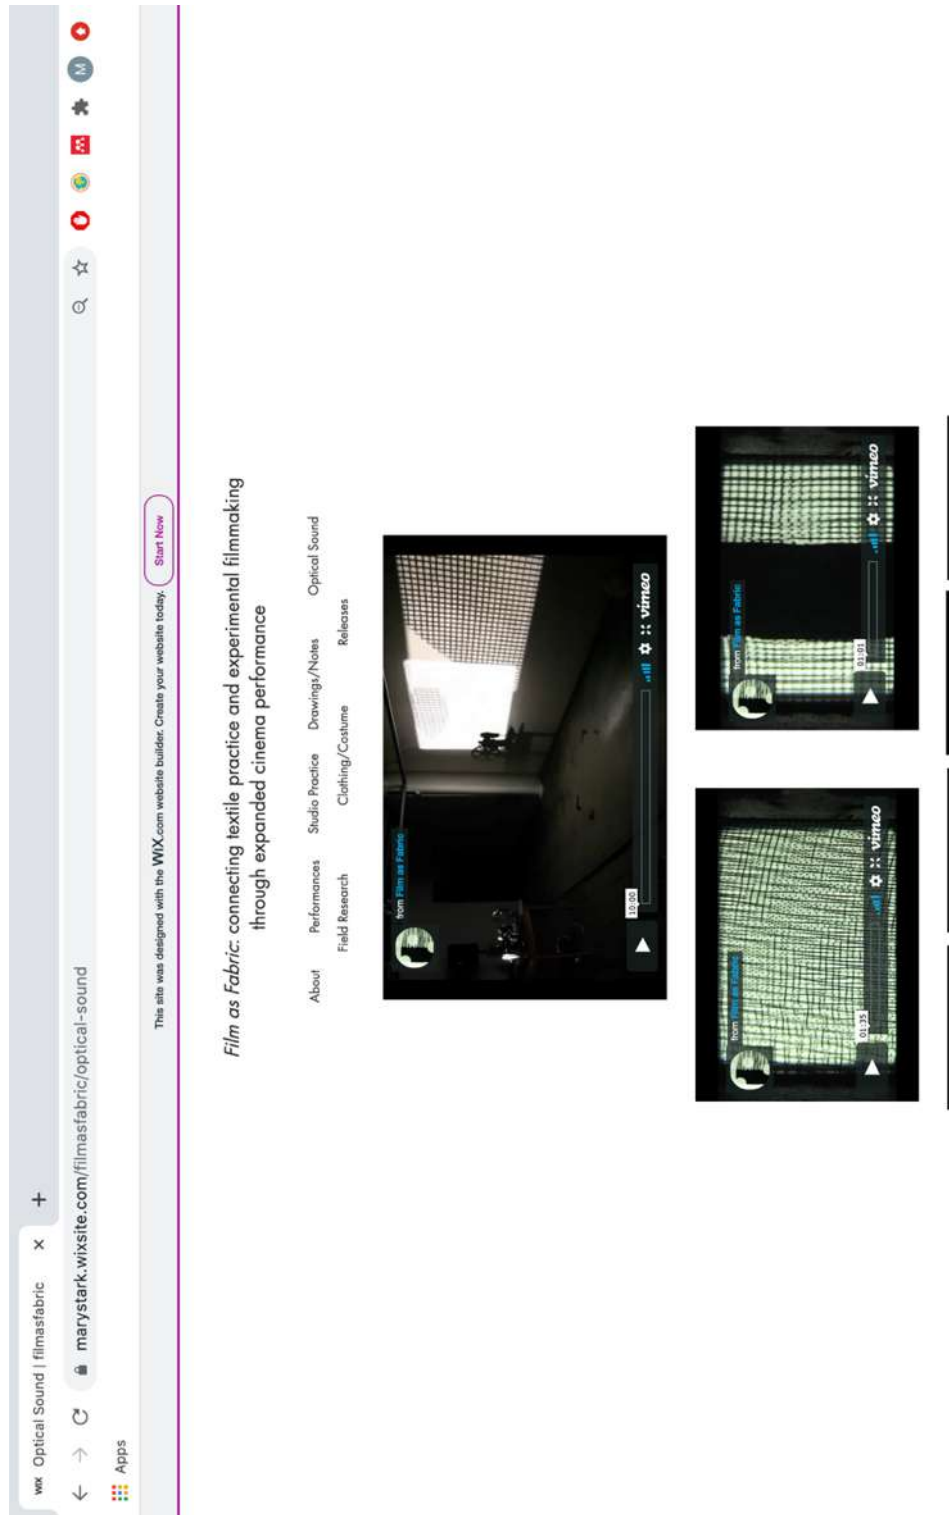 WiX Optical Sound | filmasfabric
marystark.wixsite.com/filmasfabric/optical-sound
M
Apps
This site was designed with the WiX.com website builder. Create your website today. Start Now
Film as Fabric: connecting textile practice and experimental filmmaking
through expanded cinema performance
About Performances Studio Practice Drawings/Notes Optical Sound
Field Research Clothing/Costume Releases
from Film as Fabric
10:00
vimeo
from Film as Fabric
01:35
vimeo
from Film as Fabric
01:01
vimeo